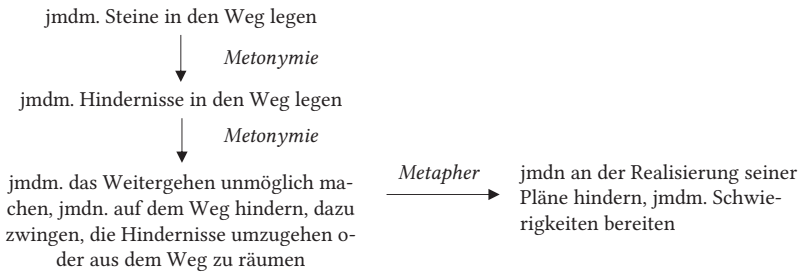 jmdm. Steine in den Weg legen
Metonymie
jmdm. Hindernisse in den Weg legen
Metonymie
jmdm. das Weitergehen unmöglich ma-
chen, jmdn. auf dem Weg hindern, dazu
zwingen, die Hindernisse umzugehen o-
der aus dem Weg zu räumen
Metapher
jmdn an der Realisierung seiner
Pläne hindern, jmdm. Schwie-
rigkeiten bereiten